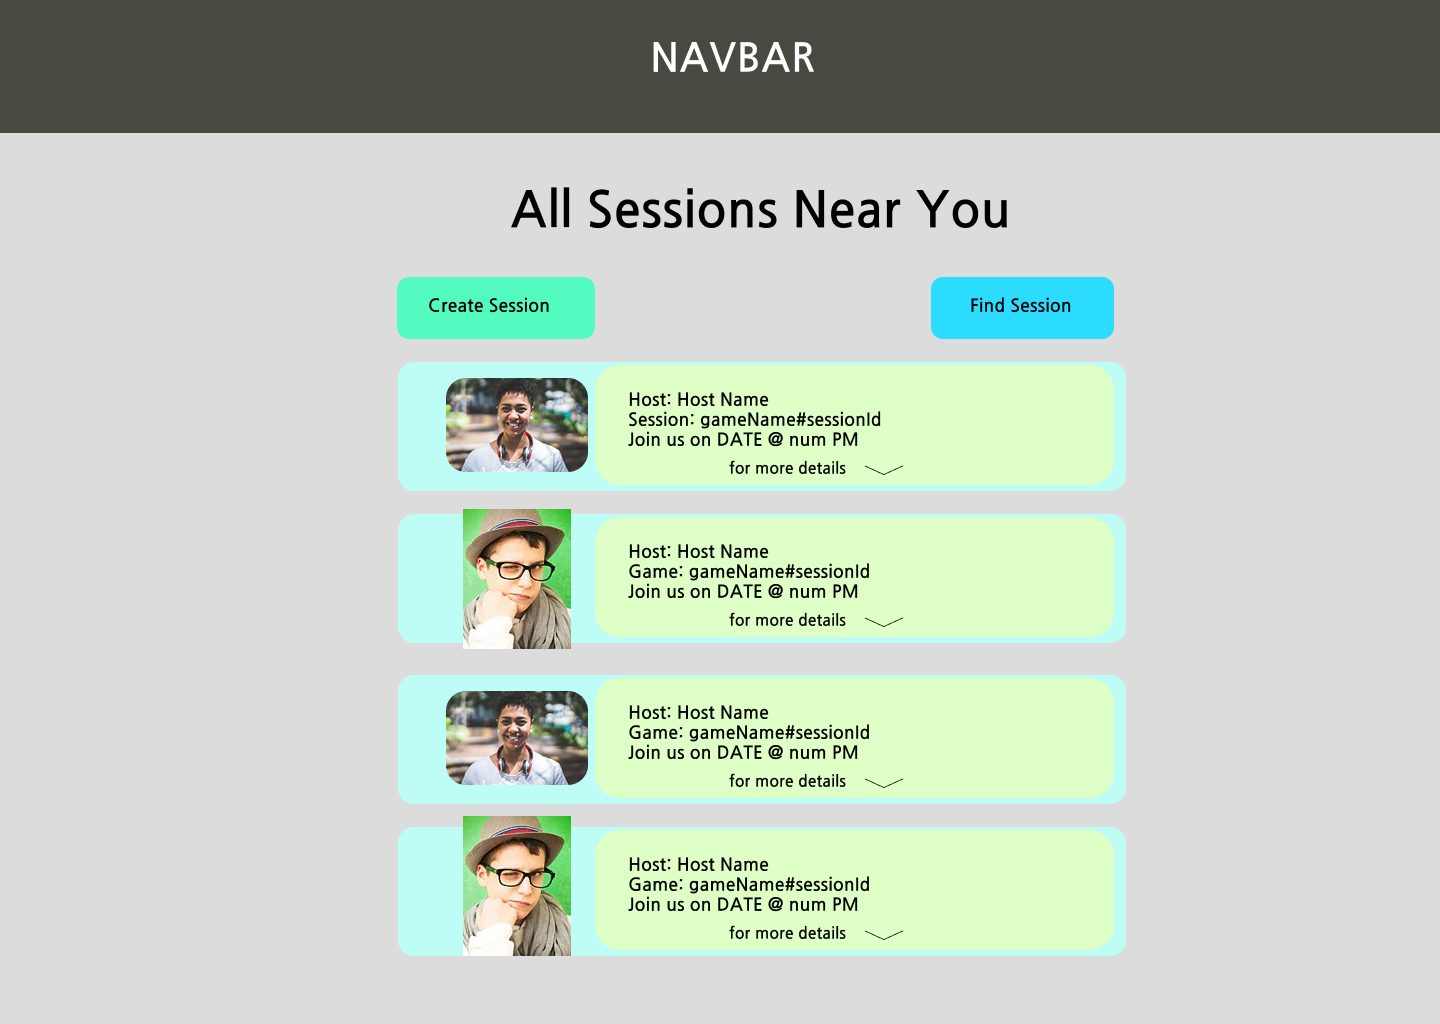 NAVBAR
All Sessions Near You
Create Session
Find Session
Host: Host Name
Session: gameName#sessionId
Join us on DATE @ num PM
for more details
Host: Host Name
Game: gameName#sessionId
Join us on DATE @ num PM
for more details
Host: Host Name
Game: gameName#sessionId
Join us on DATE @ num PM
for more details
Host: Host Name
Game: gameName#sessionId
Join us on DATE @ num PM
for more details